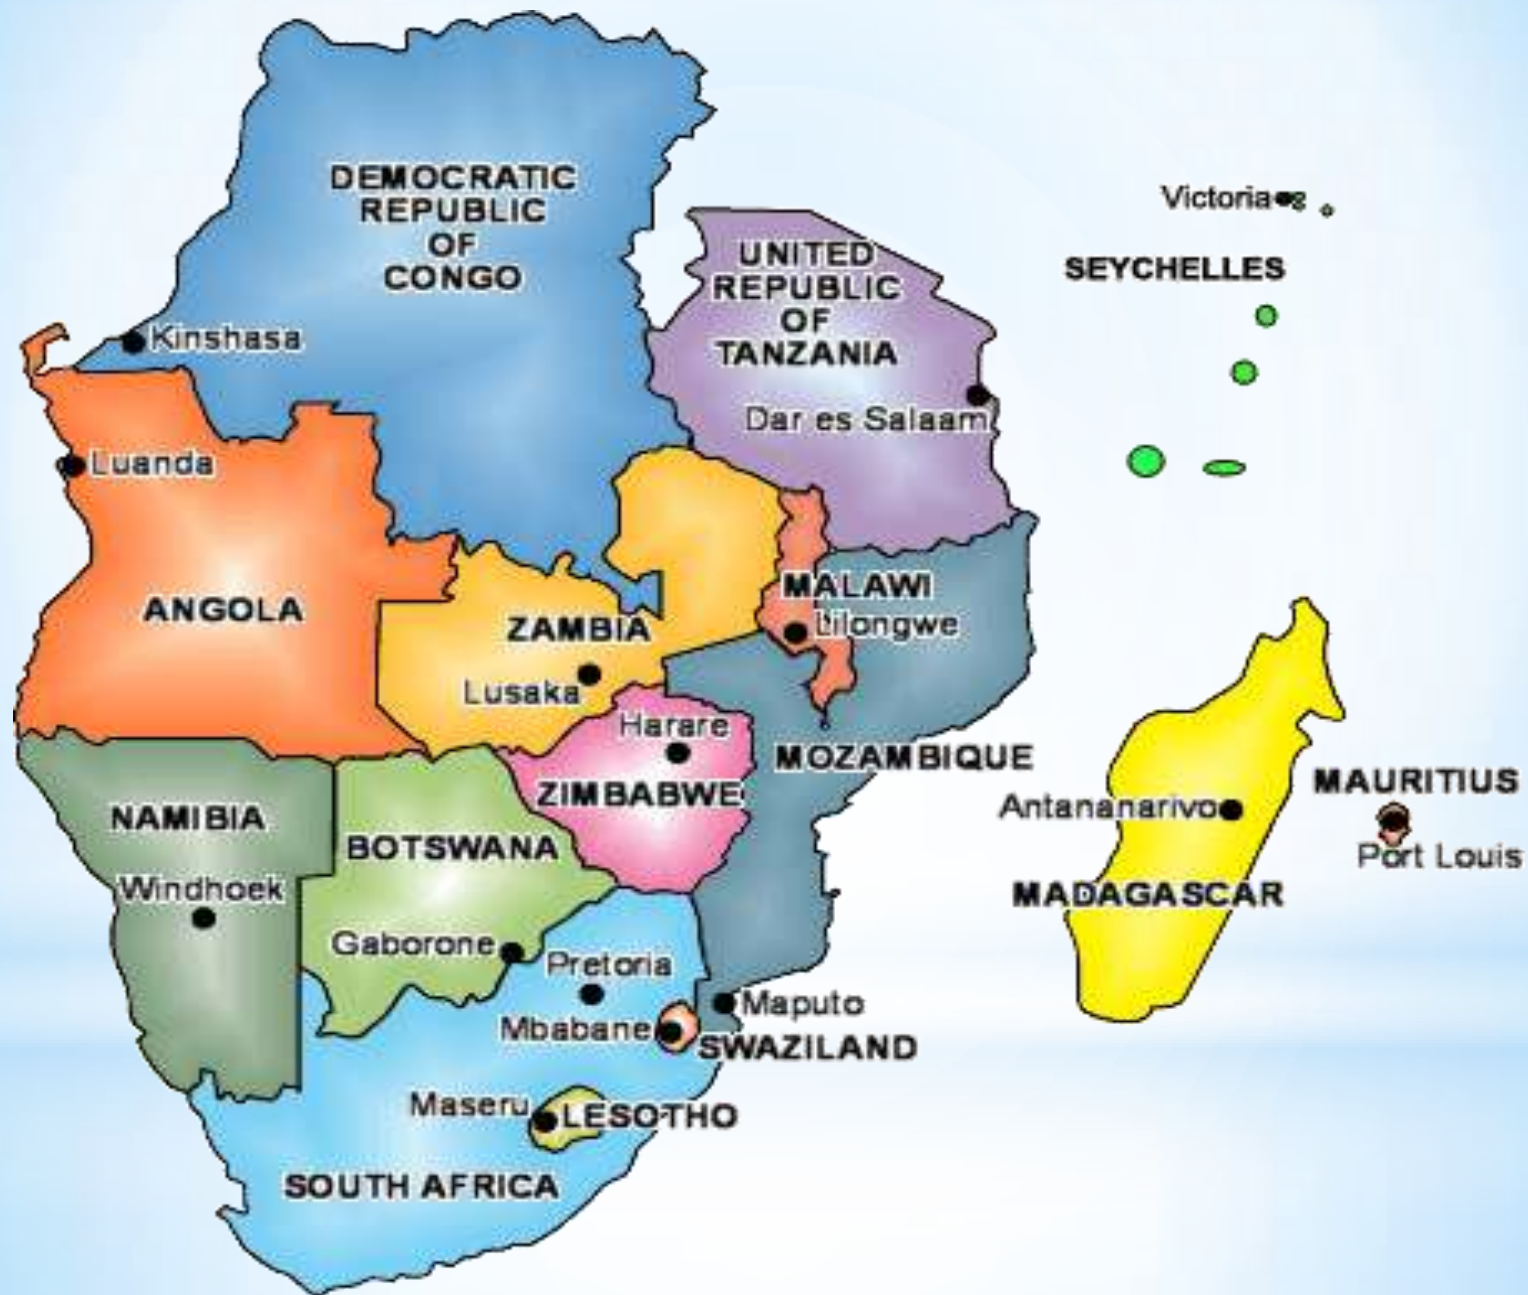 DEMOCRATIC
REPUBLIC
OF
CONGO
Victoria
UNITED
REPUBLIC
OF
TANZANIA
SEYCHELLES
Kinshasa
Dar es Salaam
Luanda
ANGOLA
MALAWI
Lilongwe
ZAMBIA
Lusaka
Harare
MOZAMBIQUE
ZIMBABWE
MAURITIUS
Antananarivo
Port Louis
NAMIBIA
BOTSWANA
Windhoek
MADAGASCAR
Gaborone
Pretoria
Maputo
Mbabane
SWAZILAND
Maseru
LESOTHO
SOUTH AFRICA